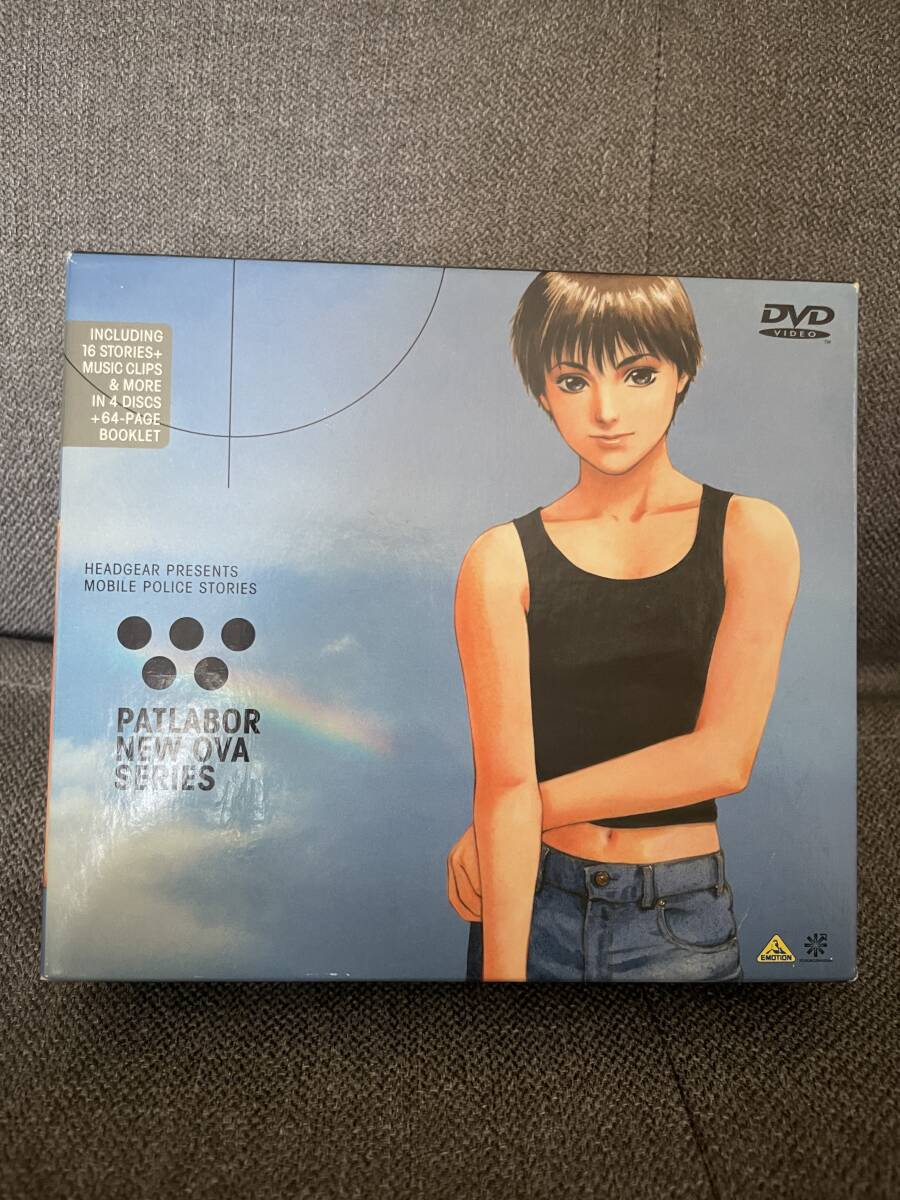 INCLUDING
16 STORIES+
MUSIC CLIPS
& MORE
IN 4 DISCS
+64-PAGE
BOOKLET
DVD
VIDEO
TM
HEADGEAR PRESENTS
MOBILE POLICE STORIES
PATLABOR
NEW OVA
SERIES
EMOTION